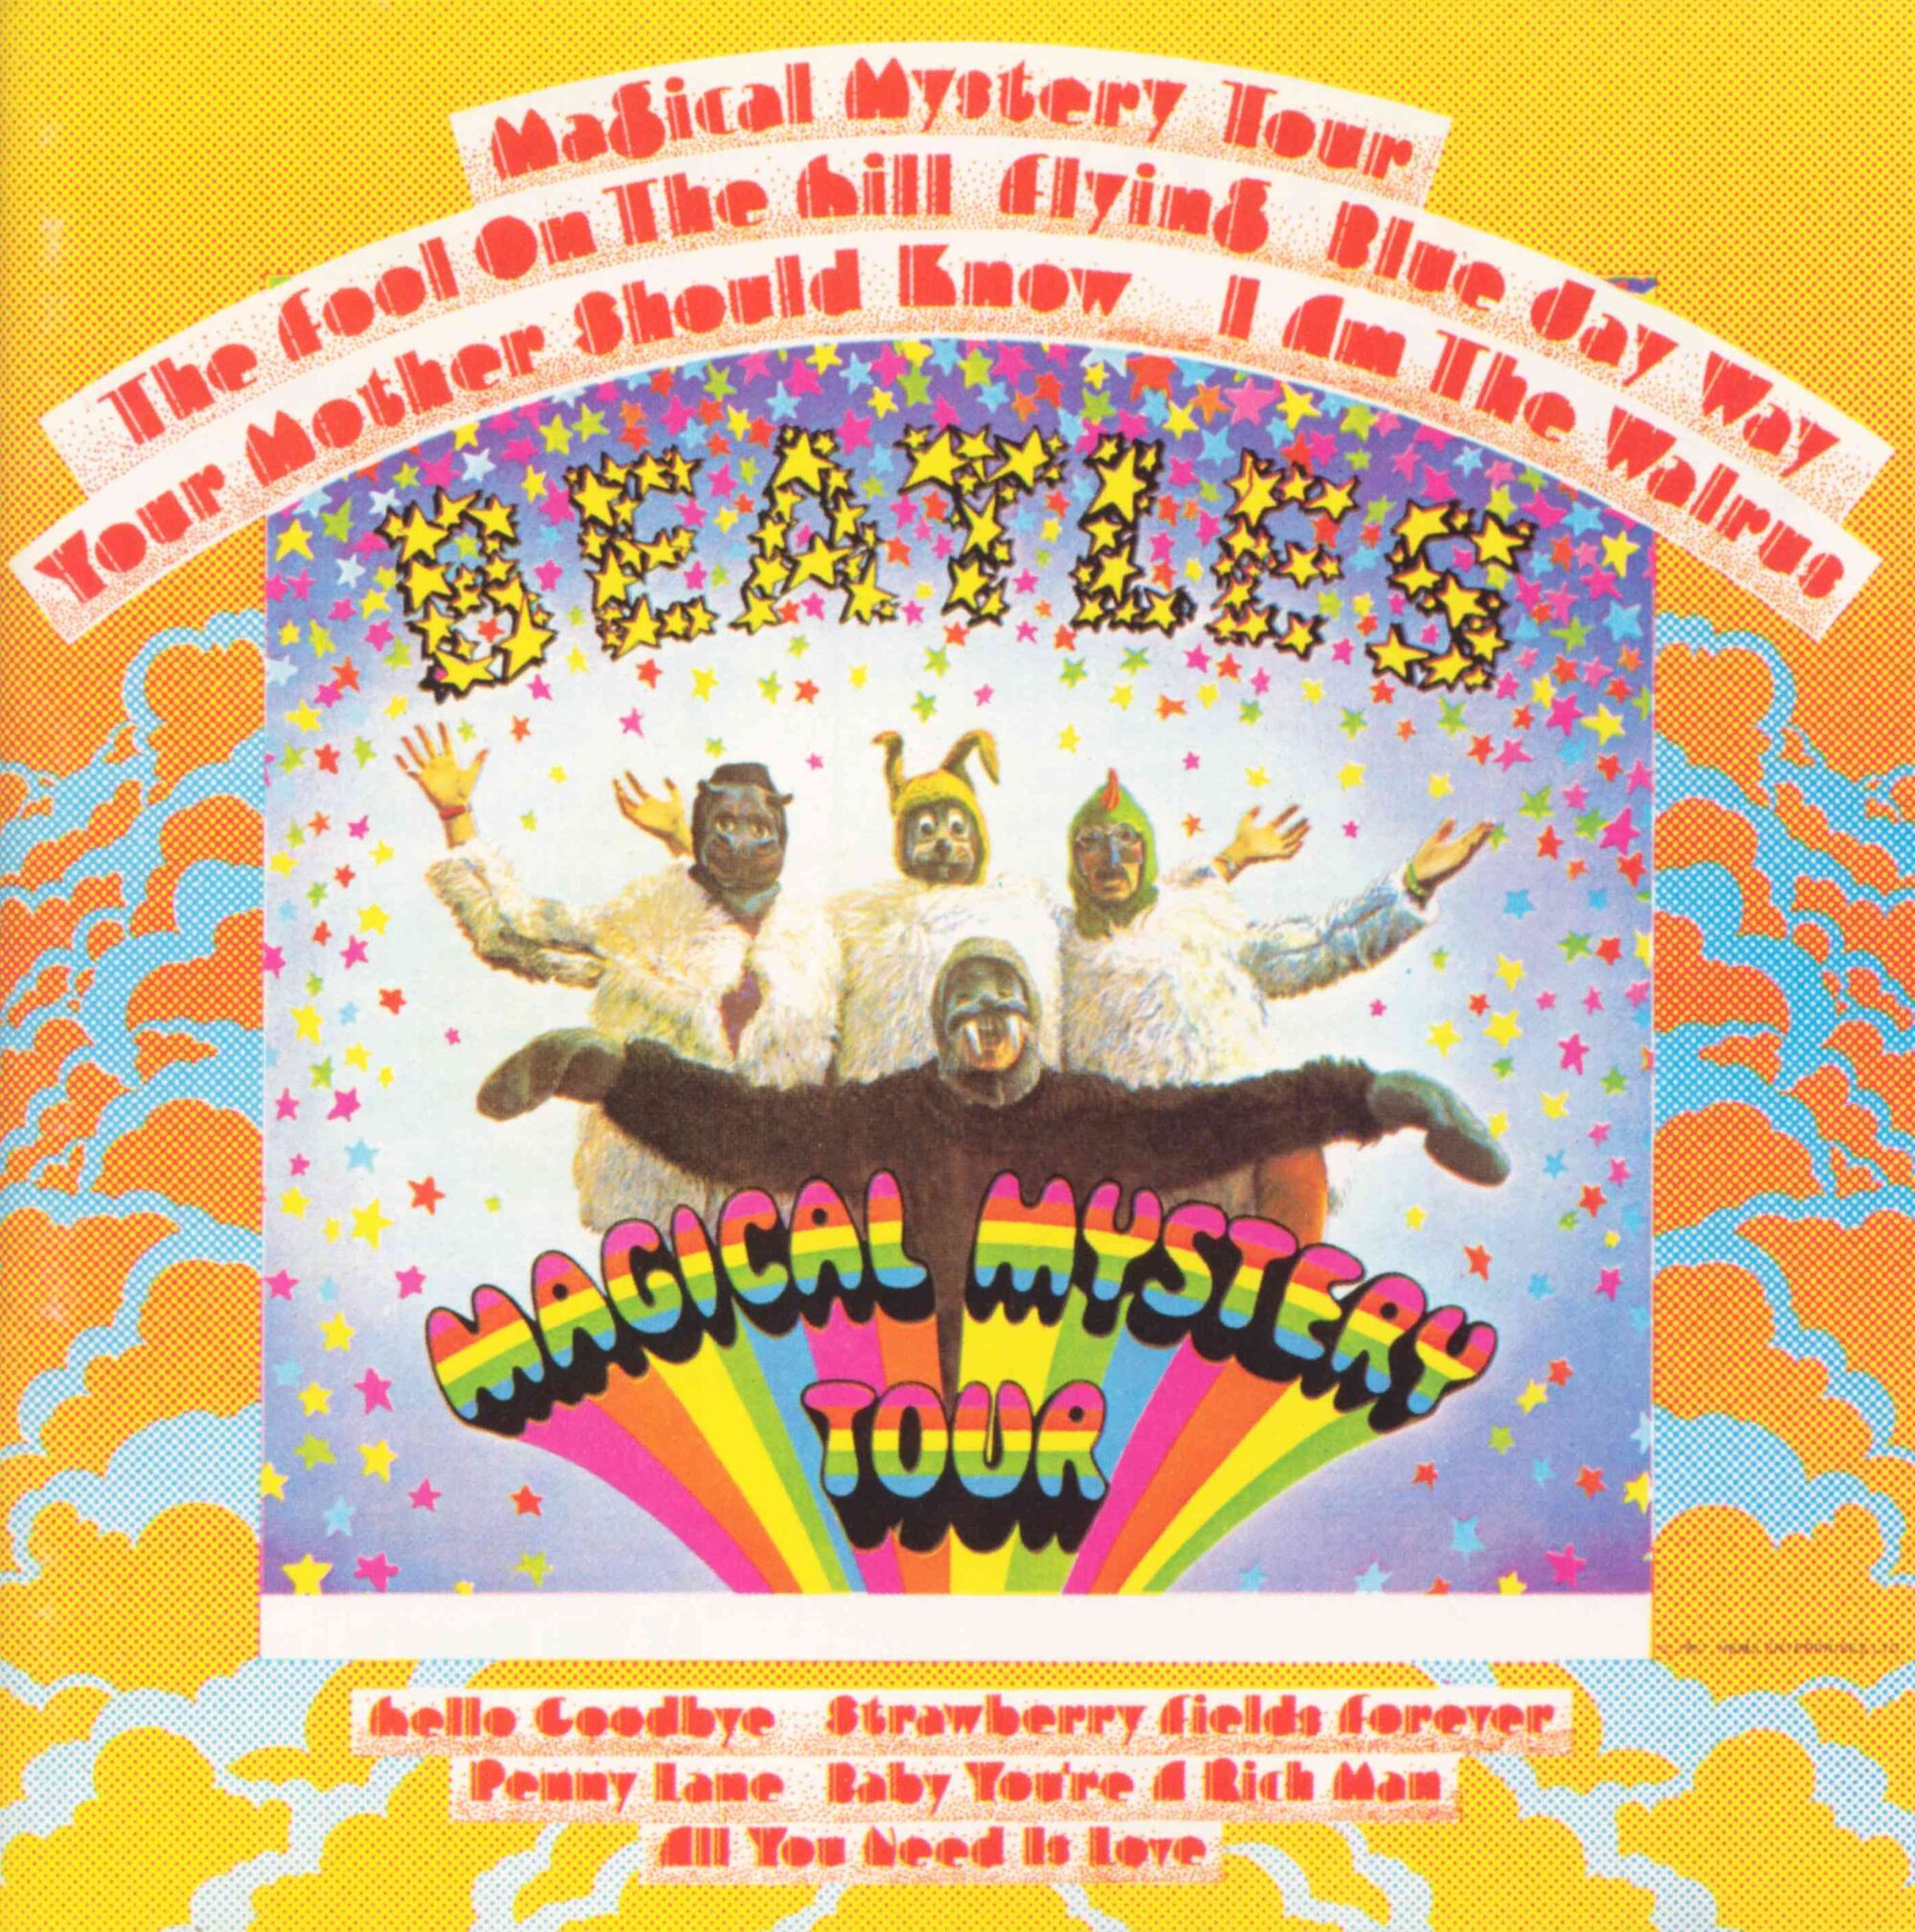 Magical Mystery Tour
The Fool On The Hill Flying Blue Jay Way
Your Mother Should Know I Am The Walrus
BEATLES
MAGICAL MYSTERY
TOUR
Hello Goodbye Strawberry Fields Forever
Penny Lane Baby You're A Rich Man
All You Need Is Love